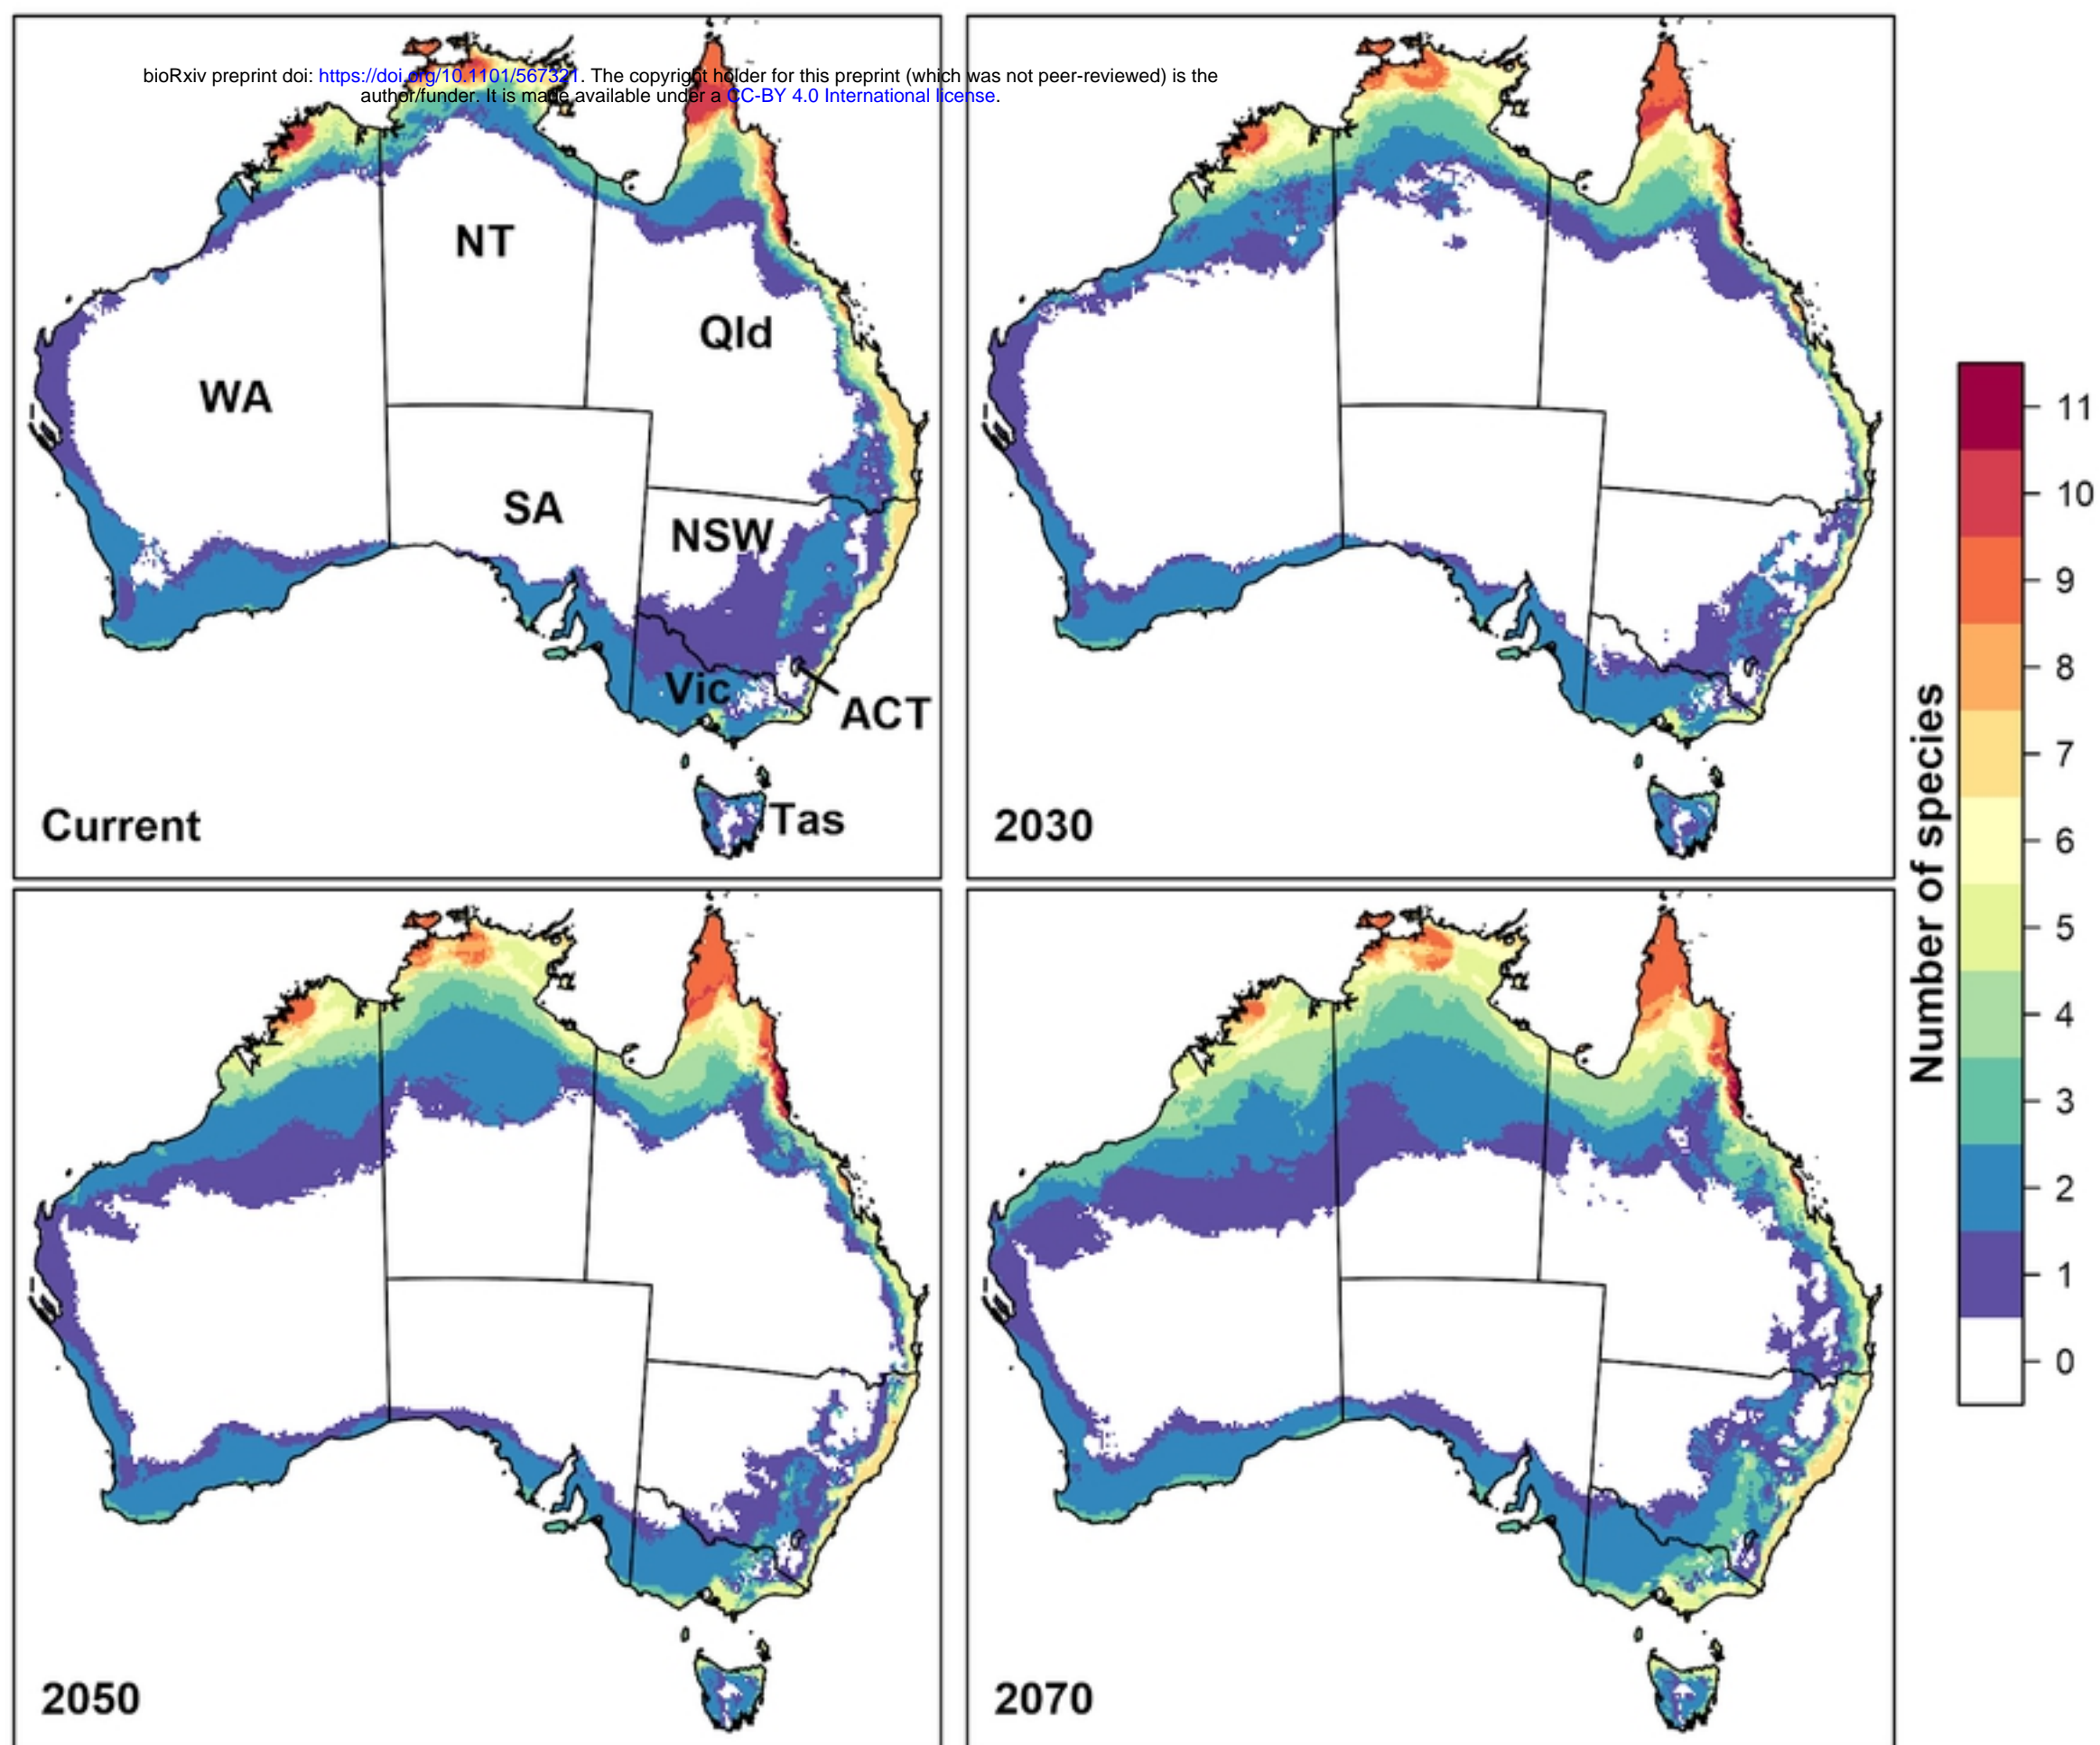 bioRxiv preprint doi: https://doi.org/10.1101/567321. The copyright holder for this preprint (which was not peer-reviewed) is the
author/funder. It is made available under a CC-BY 4.0 International license.
NT
Qld
WA
SA
NSW
Vic
ACT
Tas
Current
2030
2050
2070
Number of species
11
10
9
8
7
6
5
4
3
2
1
0